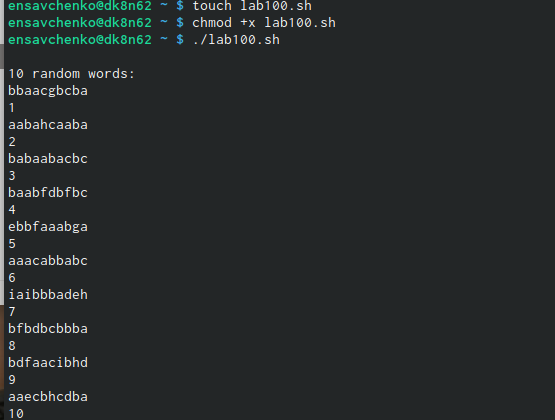 ensavchenko@dk8n62 ~ $ touch lab100.sh
ensavchenko@dk8n62 ~ $ chmod +x lab100.sh
ensavchenko@dk8n62 ~ $ ./lab100.sh
10 random words:
bbaacgbcba
1
aabahcaaba
2
babaabacbc
3
baabfdbfbc
4
ebbfaaabga
5
aaacabbabc
6
iaibbbadeh
7
bfbdbcbbba
8
bdfaacibhd
9
aaecbhcdba
10